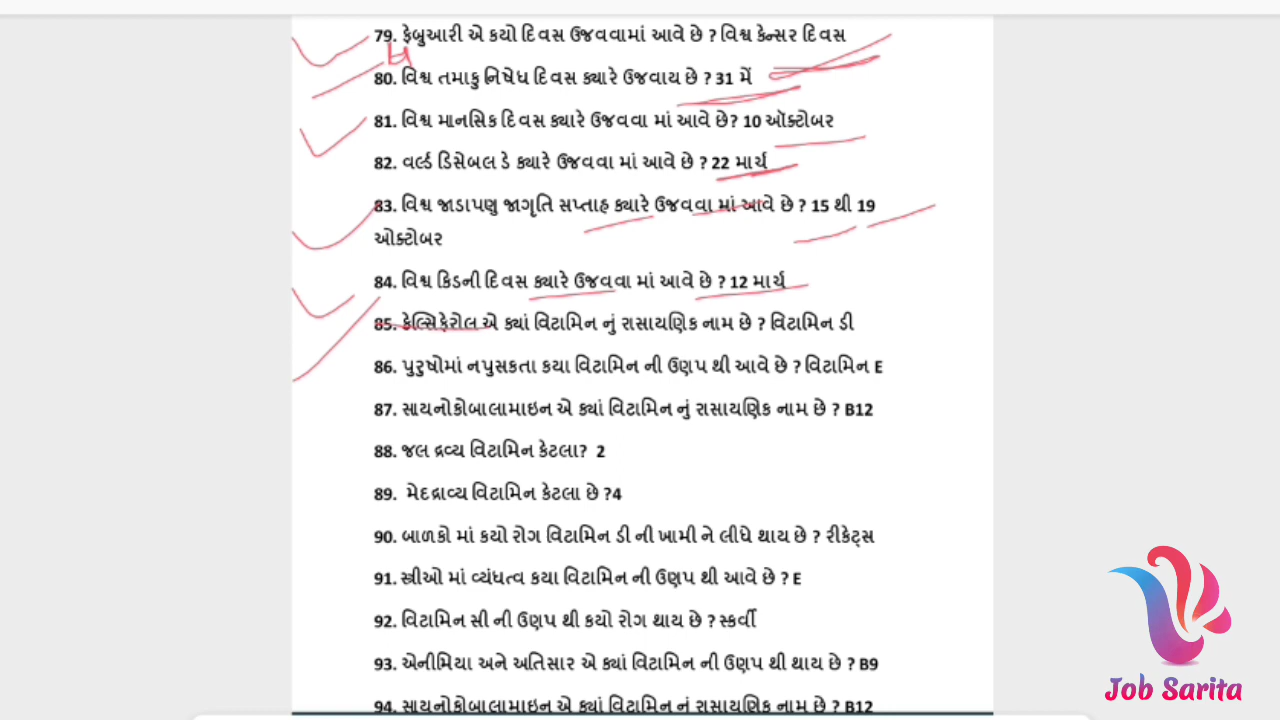 79. ફેબ્રુઆરી એ કયો દિવસ ઉજવવામાં આવે છે ? વિશ્વ કેન્સર દિવસ
4
80. વિશ્વ તમાકુ નિષેધ દિવસ ક્યારે ઉજવાય છે ? 31 મેં
81. વિશ્વ માનસિક દિવસ ક્યારે ઉજવવા માં આવે છે? 10 ઑક્ટોબર
82. વર્લ્ડ ડિસેબલ ડે ક્યારે ઉજવવા માં આવે છે ? 22 માર્ચ
83. વિશ્વ જાડાપણુ જાગૃતિ સપ્તાહ ક્યારે ઉજવવા માં આવે છે ? 15 થી 19
ઓક્ટોબર
84. વિશ્વ કિડની દિવસ ક્યારે ઉજવવા માં આવે છે ? 12 માર્ચ
85. કેલ્સિફેરોલ એ ક્યાં વિટામિન નું રાસાયણિક નામ છે ? વિટામિન ડી
86. પુરુષોમાં નપુસકતા કયા વિટામિન ની ઉણપ થી આવે છે ? વિટામિન E
87. સાયનોકોબાલામાઇન એ ક્યાં વિટામિન નું રાસાયણિક નામ છે ? B12
88. જલ દ્રવ્ય વિટામિન કેટલા? 2
89. મેદદ્રાવ્ય વિટામિન કેટલા છે ?4
90. બાળકો માં કયો રોગ વિટામિન ડી ની ખામી ને લીધે થાય છે ? રીકેટ્સ
91. સ્ત્રીઓ માં વ્યંધત્વ કયા વિટામિન ની ઉણપ થી આવે છે ? E
92. વિટામિન સી ની ઉણપ થી કયો રોગ થાય છે ? સ્કર્વી
93. એનીમિયા અને અતિસાર એ ક્યાં વિટામિન ની ઉણપ થી થાય છે ? B9
94. સાયનોકોબાલામાઇન એ ક્યાં વિટામિન નું રાસાયણિક નામ છે ? B12
Job Sarita